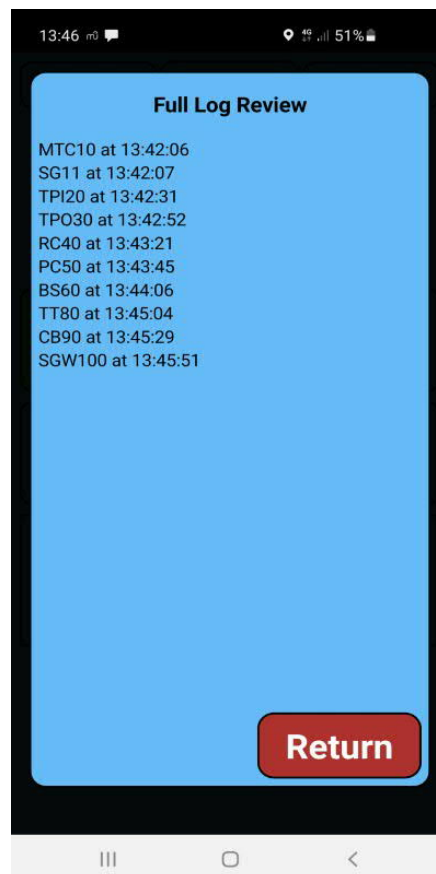 13:46
4G 51%
Full Log Review
MTC10 at 13:42:06
SG11 at 13:42:07
TPI20 at 13:42:31
TPO30 at 13:42:52
RC40 at 13:43:21
PC50 at 13:43:45
BS60 at 13:44:06
TT80 at 13:45:04
CB90 at 13:45:29
SGW100 at 13:45:51
Return